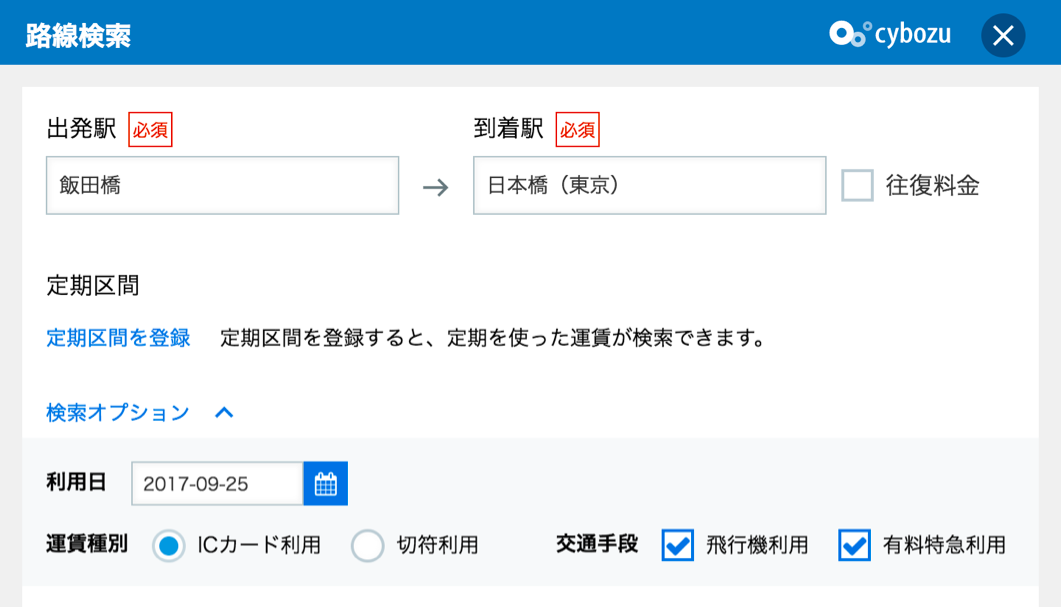 路線検索 cybozu
出発駅 必須 到着駅 必須
飯田橋 → 日本橋（東京） 往復料金
定期区間
定期区間を登録 定期区間を登録すると、定期を使った運賃が検索できます。
検索オプション
利用日 2017-09-25
運賃種別 ICカード利用 切符利用 交通手段 飛行機利用 有料特急利用